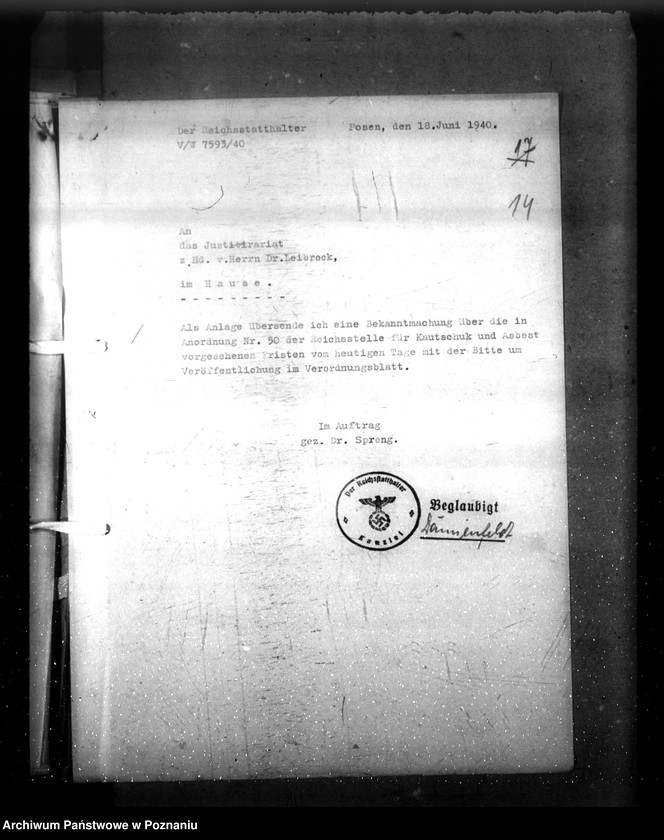 Der Reichsstatthalter Posen, den 18.Juni 1940.
V/W 7593/40
17
14
An
das Justitiariat
z.Hd. v.Herrn Dr.Leibrock,
im H a u s e .
- - - - - - - - -
Als Anlage übersende ich eine Bekanntmachung über die in
Anordnung Nr. 50 der Reichsstelle für Kautschuk und Asbest
vorgesehenen Fristen vom heutigen Tage mit der Bitte um
Veröffentlichung im Verordnungsblatt.
Im Auftrag
gez. Dr. Spreng.
Der Reichsstatthalter
Kanzlei
Beglaubigt
Archiwum Państwowe w Poznaniu